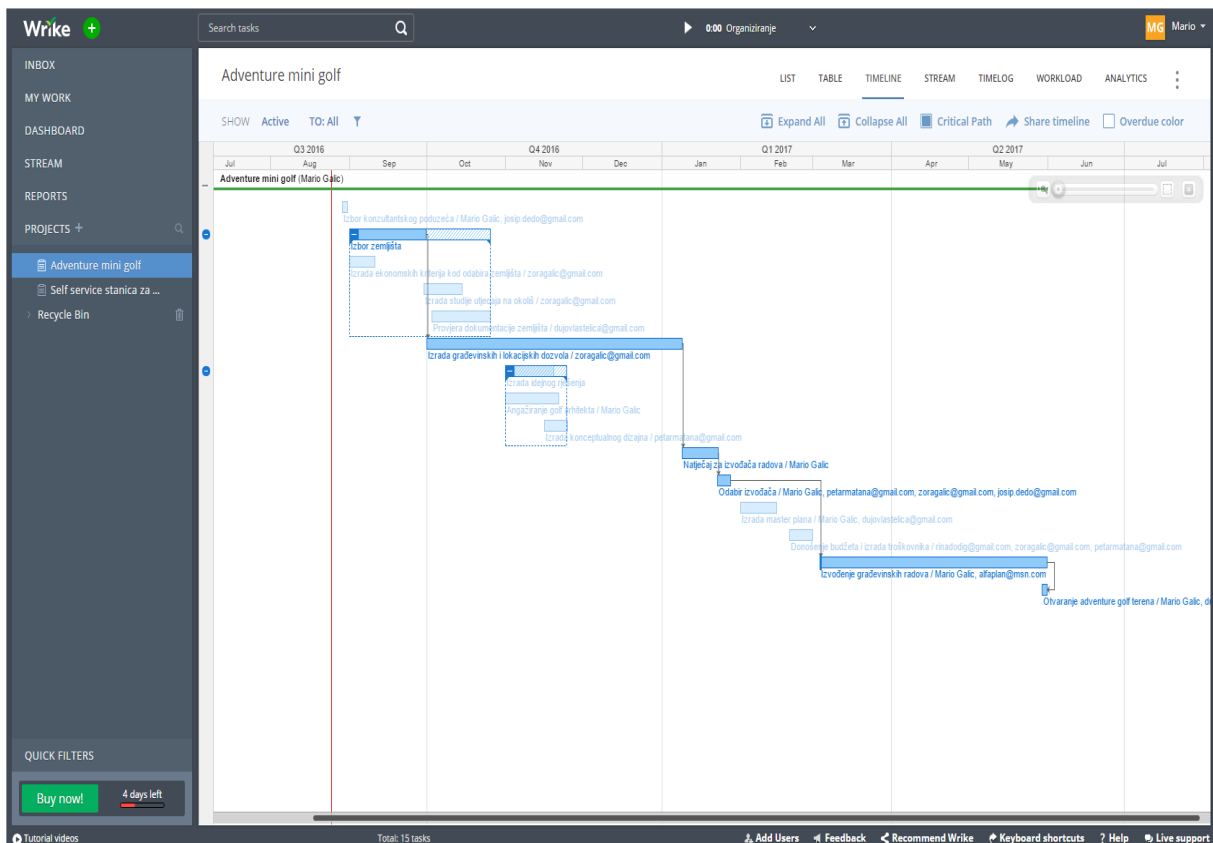 Wrike
Search tasks
0:00 Organiziranje
MG Mario
INBOX
MY WORK
DASHBOARD
STREAM
REPORTS
PROJECTS +
Adventure mini golf
Self service stanica za ...
Recycle Bin
QUICK FILTERS
Buy now! 4 days left
Adventure mini golf
LIST TABLE TIMELINE STREAM TIMELOG WORKLOAD ANALYTICS
SHOW Active TO: All
Expand All Collapse All Critical Path Share timeline Overdue color
Q3 2016 Q4 2016 Q1 2017 Q2 2017
Jul Aug Sep Oct Nov Dec Jan Feb Mar Apr May Jun Jul
Adventure mini golf (Mario Galic)
Izbor konzultantskog poduzeća / Mario Galic, josip.dedo@gmail.com
Izbor zemljišta
Izrada ekonomskih kriterija kod odabira zemljišta / zoragalic@gmail.com
Izrada studije utjecaja na okoliš / zoragalic@gmail.com
Provjera dokumentacije zemljišta / dujovlastelica@gmail.com
Izrada građevinskih i lokacijskih dozvola / zoragalic@gmail.com
Izrada idejnog rješenja
Angažiranje golf arhitekta / Mario Galic
Izrada konceptualnog dizajna / petarmatana@gmail.com
Natječaj za izvođača radova / Mario Galic
Odabir izvođača / Mario Galic, petarmatana@gmail.com, zoragalic@gmail.com, josip.dedo@gmail.com
Izrada master plana / Mario Galic, dujovlastelica@gmail.com
Donošenje budžeta i izrada troškovnika / rinadodig@gmail.com, zoragalic@gmail.com, petarmatana@gmail.com
Izvođenje građevinskih radova / Mario Galic, alfaplan@msn.com
Otvaranje adventure golf terena / Mario Galic,
Tutorial videos Total: 15 tasks Add Users Feedback Recommend Wrike Keyboard shortcuts ? Help Live support